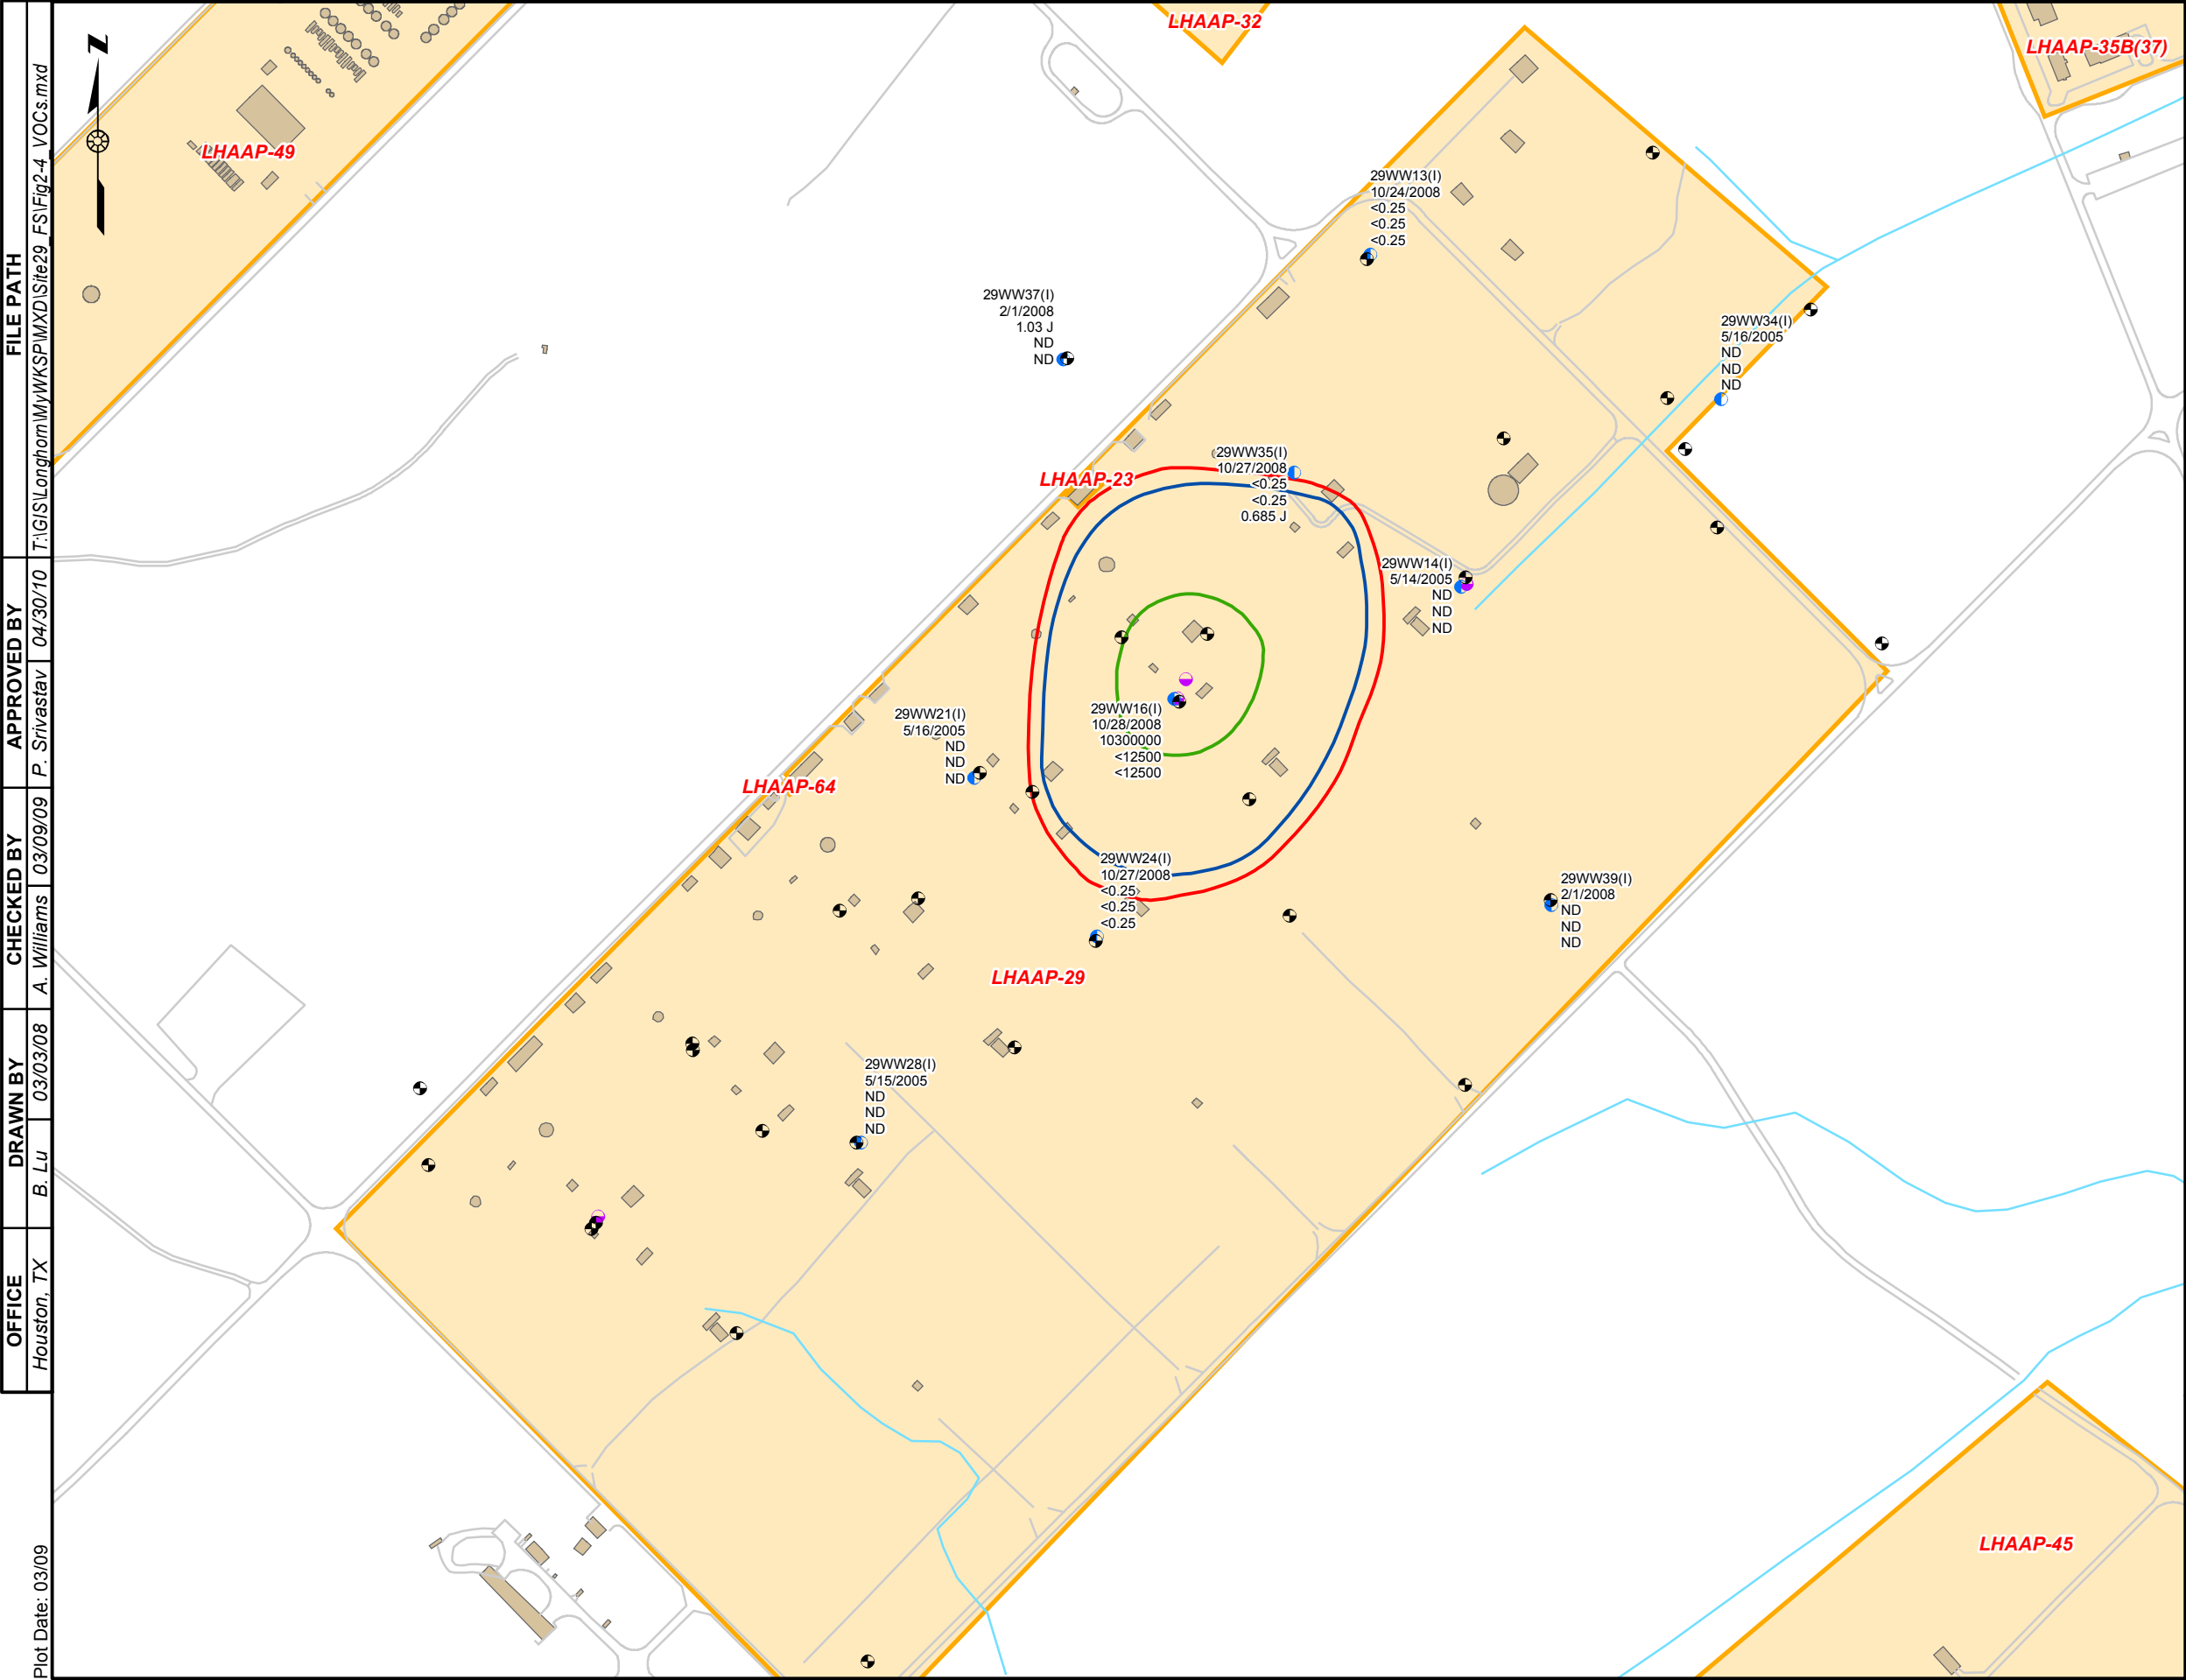 FILE PATH
T:\GIS\Longhorn\MyWKSP\MXD\Site29_FS\Fig2-4_VOCs.mxd
APPROVED BY
P. Srivastav 04/30/10
CHECKED BY
A. Williams 03/09/09
DRAWN BY
B. Lu 03/03/08
OFFICE
Houston, TX
Plot Date: 03/09
N
LHAAP-32
LHAAP-35B(37)
LHAAP-49
29WW13(I)
10/24/2008
<0.25
<0.25
<0.25
29WW37(I)
2/1/2008
1.03 J
ND
ND
29WW34(I)
5/16/2005
ND
ND
ND
LHAAP-23
29WW35(I)
10/27/2008
<0.25
<0.25
0.685 J
29WW14(I)
5/14/2005
ND
ND
ND
29WW16(I)
10/28/2008
10300000
<12500
<12500
29WW21(I)
5/16/2005
ND
ND
ND
LHAAP-64
29WW24(I)
10/27/2008
<0.25
<0.25
<0.25
29WW39(I)
2/1/2008
ND
ND
ND
LHAAP-29
29WW28(I)
5/15/2005
ND
ND
ND
LHAAP-45